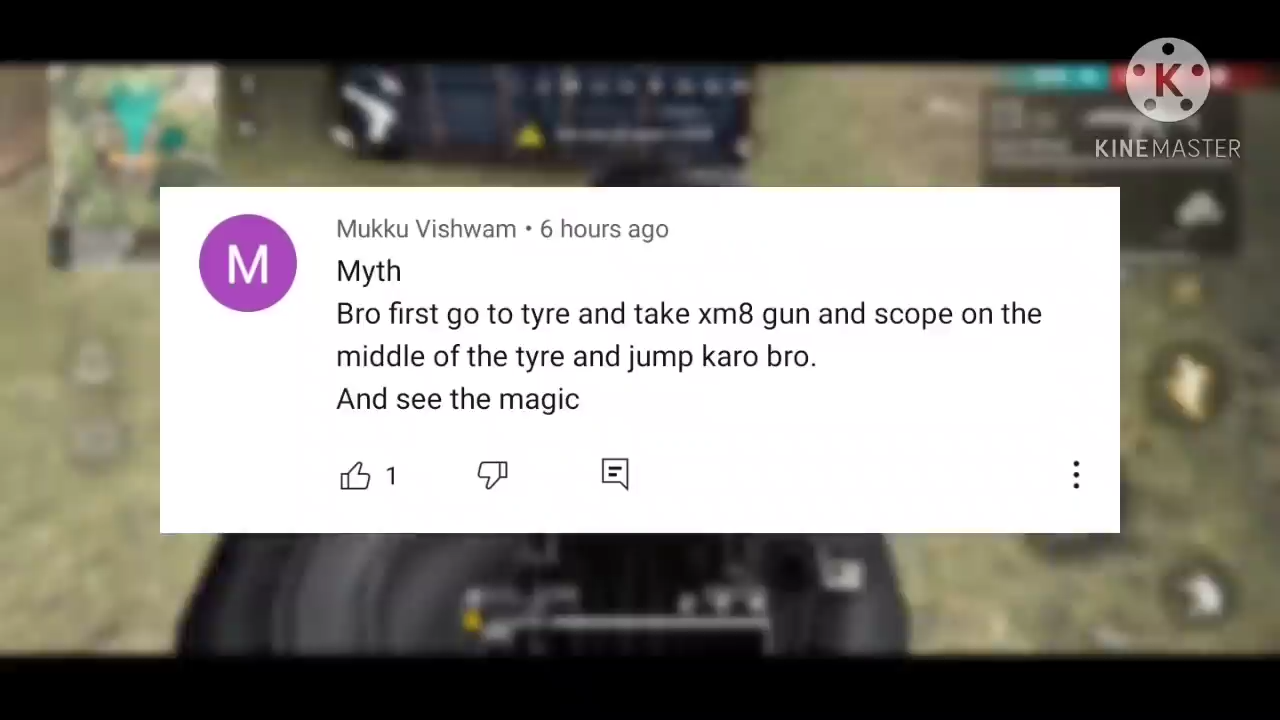 KINEMASTER
M
Mukku Vishwam • 6 hours ago
Myth
Bro first go to tyre and take xm8 gun and scope on the
middle of the tyre and jump karo bro.
And see the magic
1